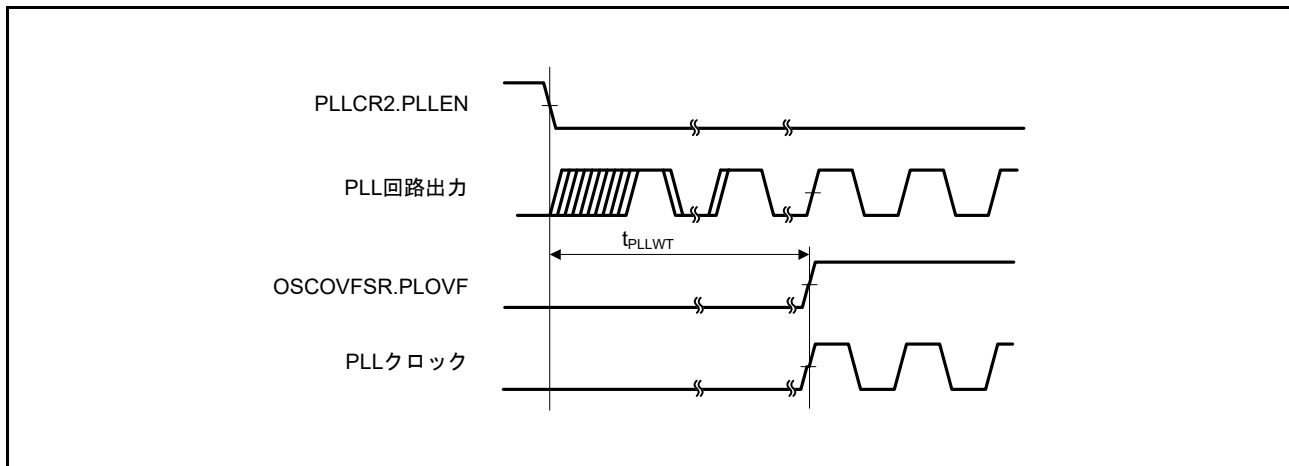 PLLCR2.PLLEN
PLL回路出力
tPLLWT
OSCOVFSR.PLOVF
PLLクロック